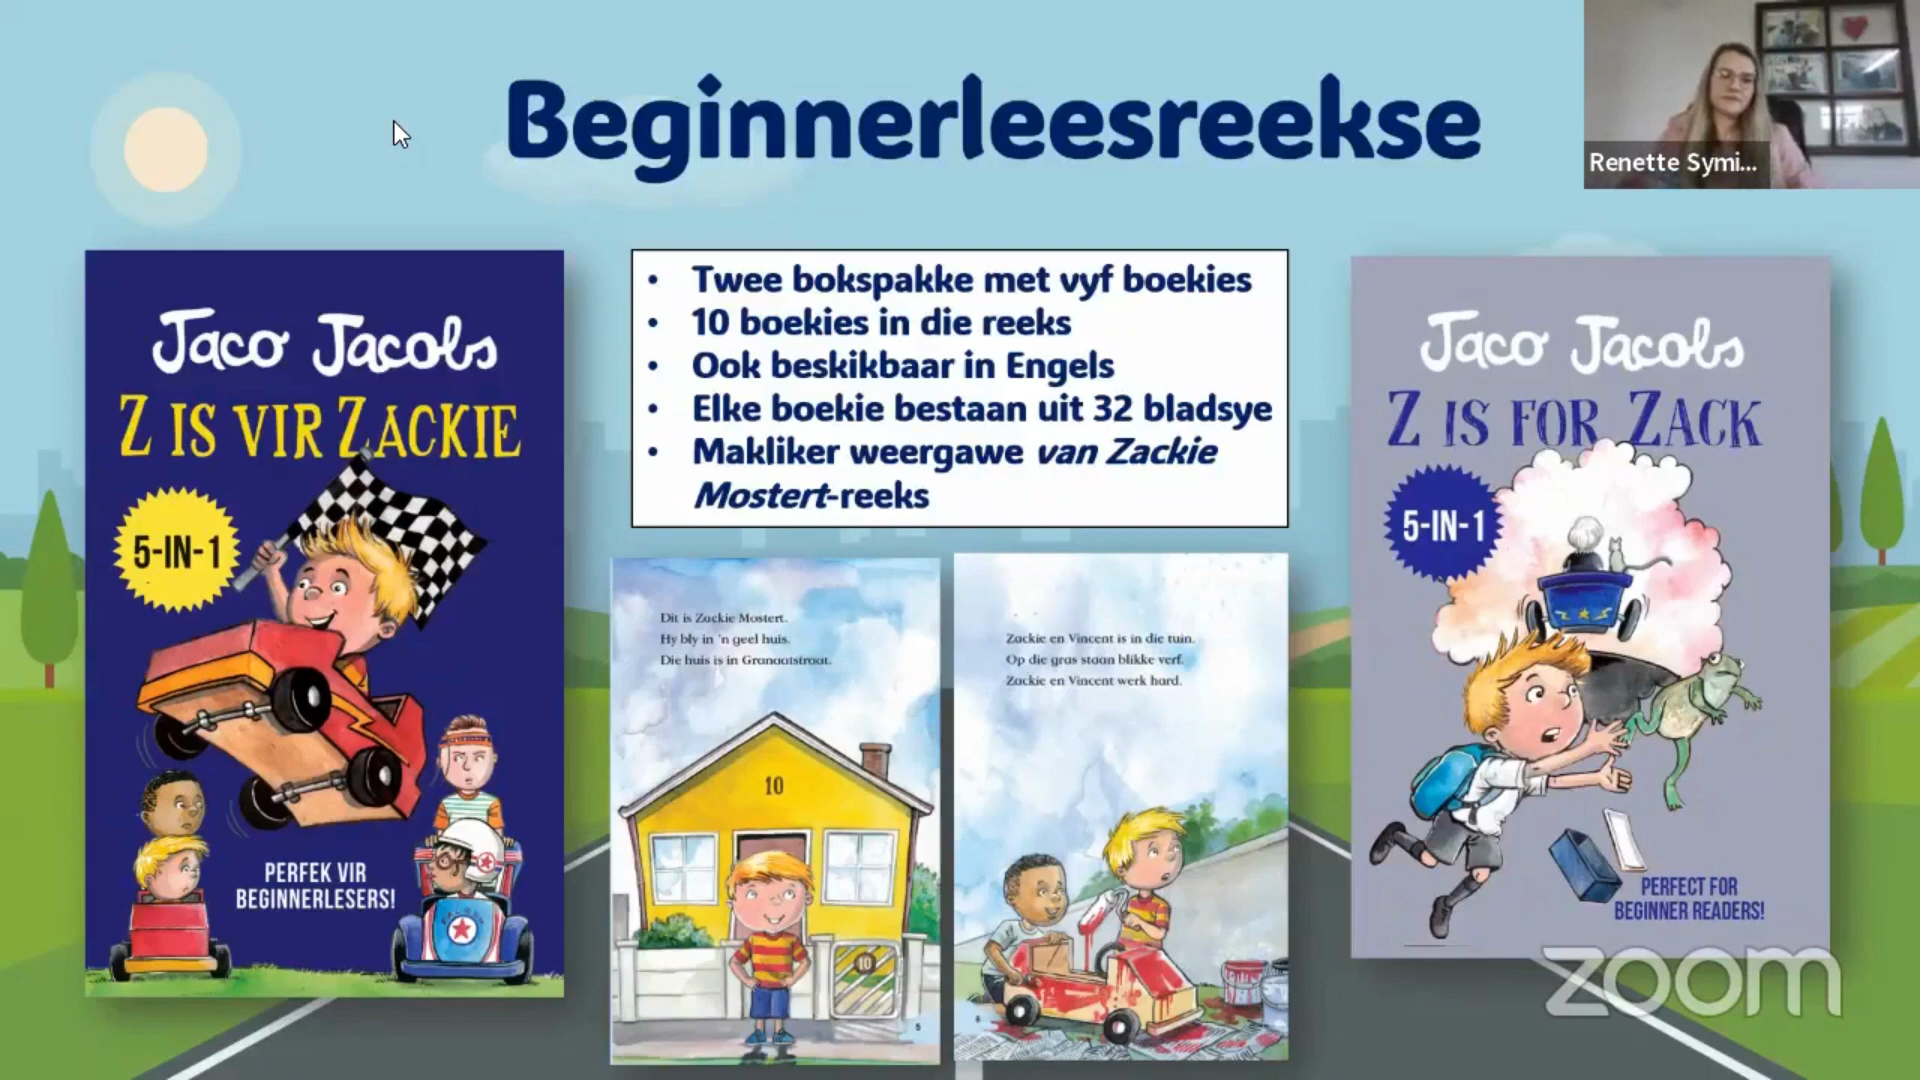 Beginnerleesreekse
Renette Symi...
Jaco Jacobs
Z IS VIR ZACKIE
5-IN-1
PERFEK VIR
BEGINNERLESERS!
• Twee bokspakke met vyf boekies
• 10 boekies in die reeks
• Ook beskikbaar in Engels
• Elke boekie bestaan uit 32 bladsye
• Makliker weergawe van Zackie
Mostert-reeks
Dit is Zackie Mostert.
Hy bly in 'n geel huis.
Die huis is in Granaatstraat.
10
10
5
Zackie en Vincent is in die tuin.
Op die gras staan blikke verf.
Zackie en Vincent werk hard.
6
Jaco Jacobs
Z IS FOR ZACK
5-IN-1
PERFECT FOR
BEGINNER READERS!
zoom